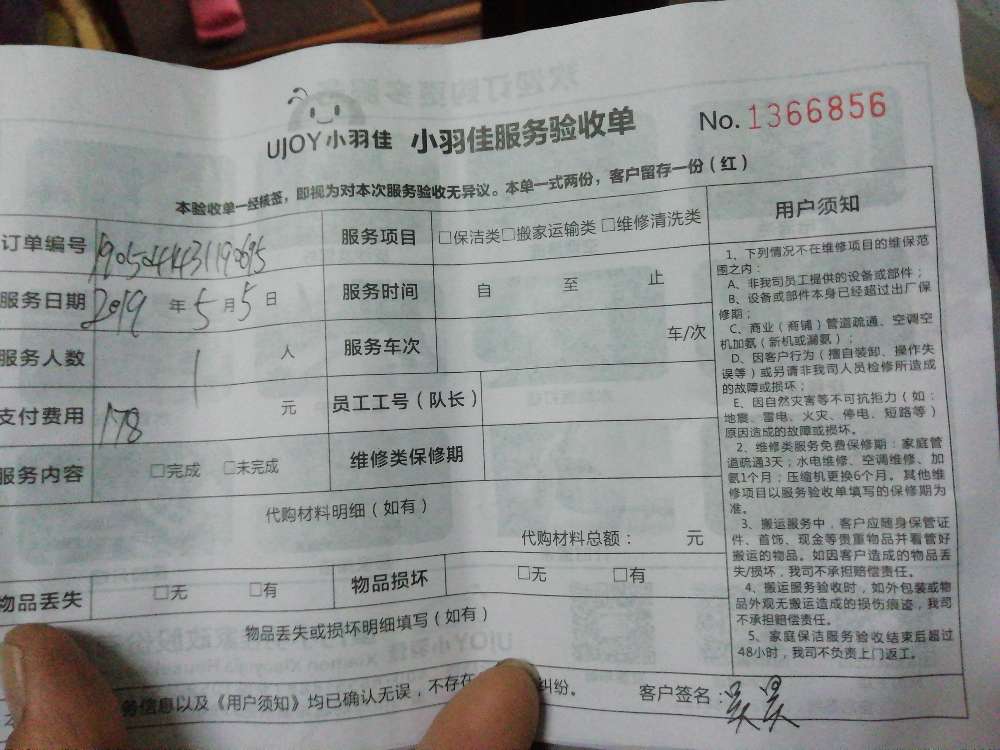 UJOY小羽佳 小羽佳服务验收单 No.1366856
本验收单一经核签，即视为对本次服务验收无异议。本单一式两份，客户留存一份（红）
订单编号
服务项目 □保洁类□搬家运输类 □维修清洗类
服务日期 2019 年 5 月 5 日
服务时间 自 至 止
服务人数 1 人
服务车次 车/次
支付费用 178 元
员工工号（队长）
服务内容 □完成 □未完成
维修类保修期
代购材料明细（如有）
代购材料总额： 元
物品丢失 □无 □有
物品损坏 □无 □有
物品丢失或损坏明细填写（如有）
务信息以及《用户须知》均已确认无误，不存在 纠纷。
客户签名：
用户须知
1、下列情况不在维修项目的维保范
围之内：
A、非我司员工提供的设备或部件；
B、设备或部件本身已经超过出厂保
修期；
C、商业（商铺）管道疏通、空调空
机加氨（新机或漏氨）；
D、因客户行为（擅自装卸、操作失
误等）或另请非我司人员检修所造成
的故障或损坏；
E、因自然灾害等不可抗拒力（如：
地震、雷电、火灾、停电、短路等）
原因造成的故障或损坏。
2、维修类服务免费保修期：家庭管
道疏通3天；水电维修、空调维修、加
氨1个月；压缩机更换6个月。其他维
修项目以服务验收单填写的保修期为
准。
3、搬运服务中，客户应随身保管证
件、首饰、现金等贵重物品并看管好
搬运的物品。如因客户造成的物品丢
失/损坏，我司不承担赔偿责任。
4、搬运服务验收时，如外包装或物
品外观无搬运造成的损伤痕迹，我司
不承担赔偿责任。
5、家庭保洁服务验收结束后超过
48小时，我司不负责上门返工。